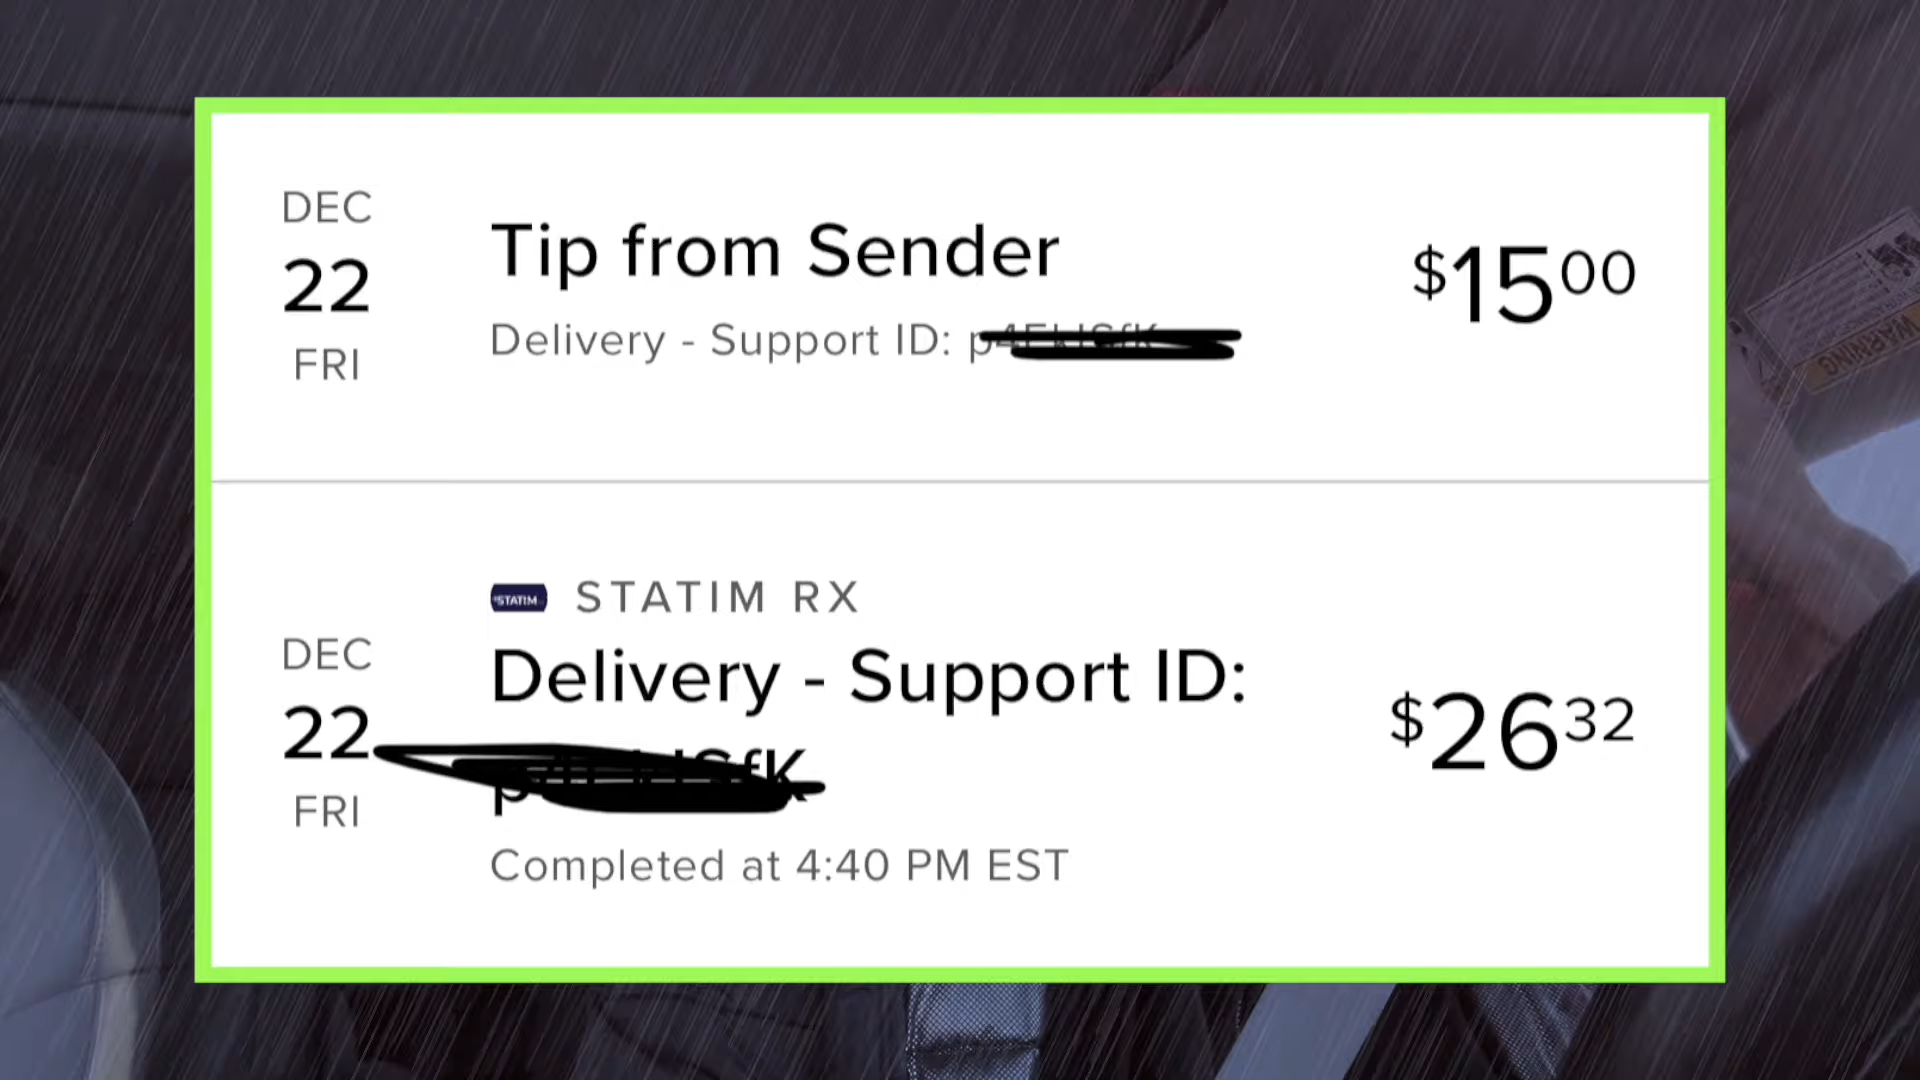 DEC
22
FRI
Tip from Sender
Delivery - Support ID:
$15 00
STATIM
STATIM RX
DEC
22
FRI
Delivery - Support ID:
$26 32
Completed at 4:40 PM EST
WARNING